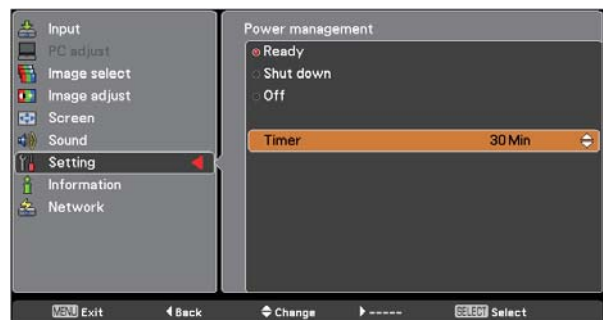 Input
PC adjust
Image select
Image adjust
Screen
Sound
Setting
Information
Network
Power management
Ready
Shut down
Off
Timer 30 Min
MENU Exit Back Change ----- SELECT Select